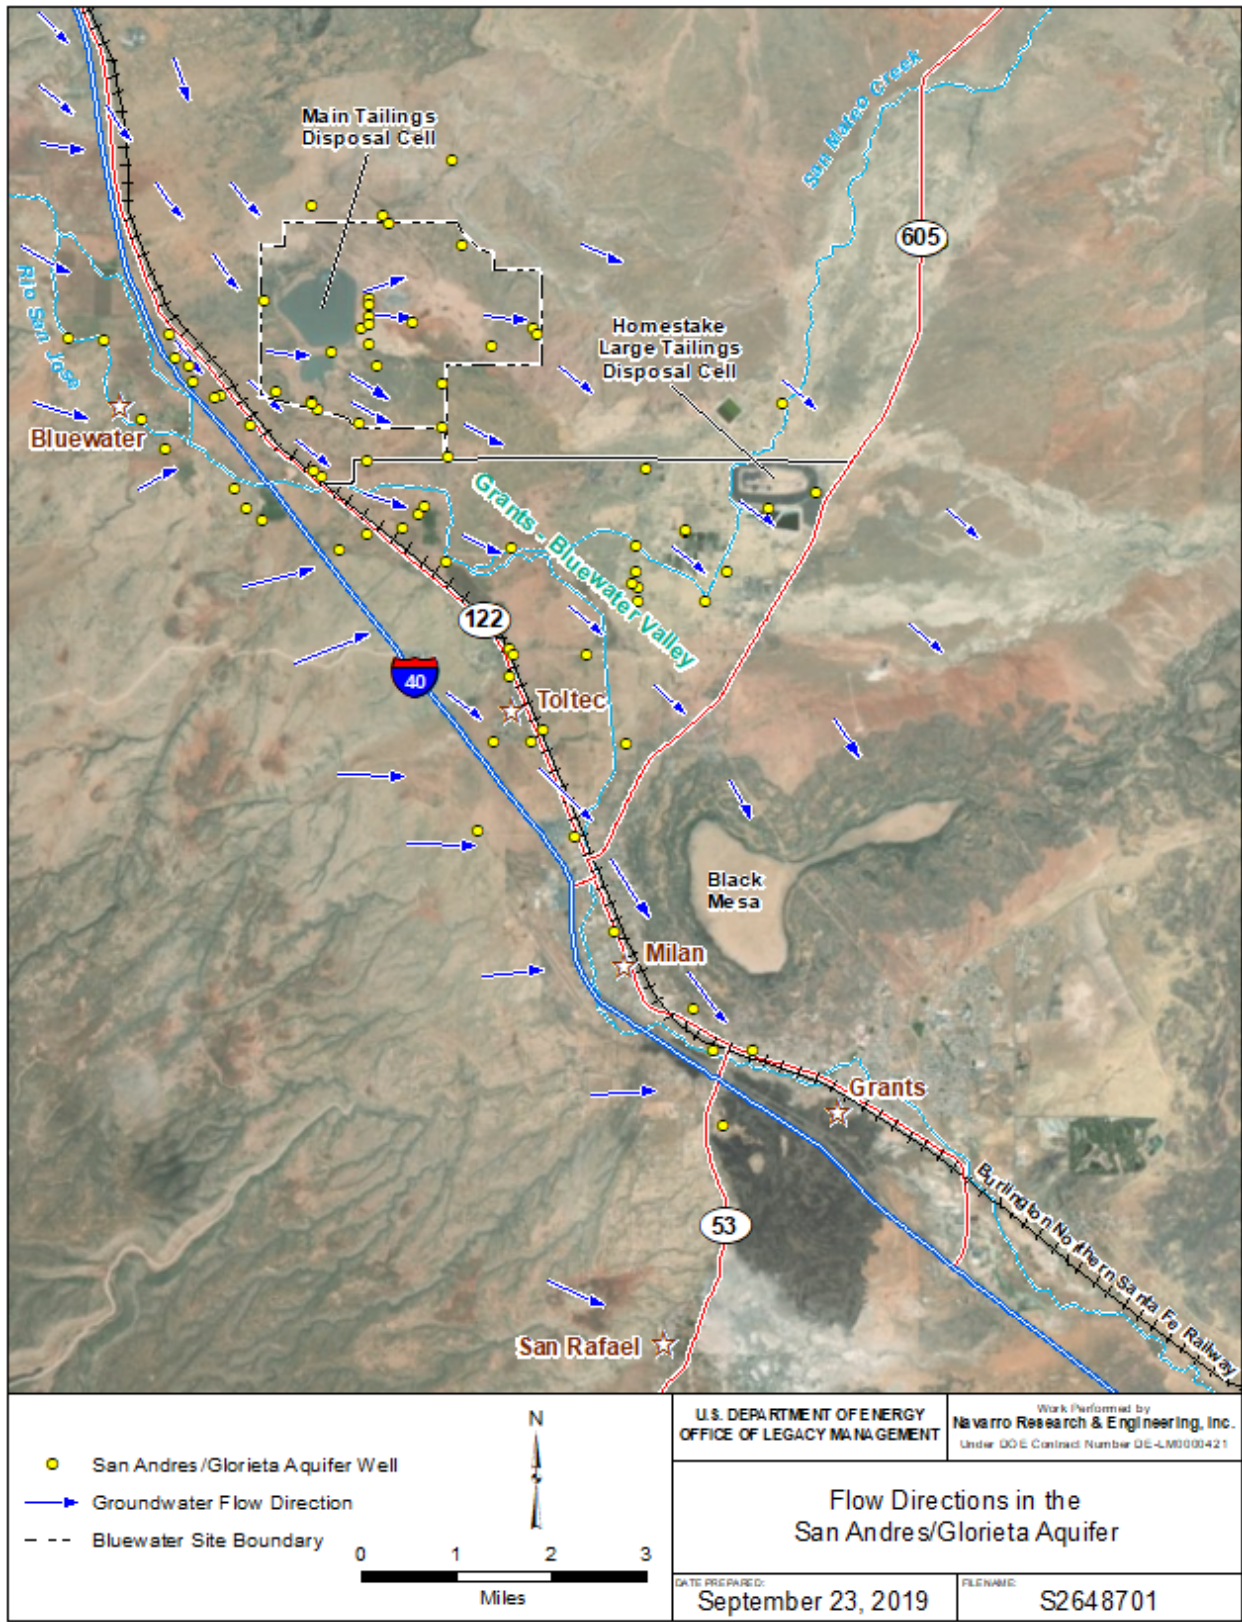 Main Tailings
Disposal Cell
San Mateo Creek
605
Rio San Jose
Homestake
Large Tailings
Disposal Cell
Bluewater
Grants - Bluewater Valley
122
40
Toltec
Black
Mesa
Milan
Grants
Burlington Northern Santa Fe Railway
53
San Rafael
San Andres/Glorieta Aquifer Well
Groundwater Flow Direction
Bluewater Site Boundary
N
0 1 2 3
Miles
U.S. DEPARTMENT OF ENERGY
OFFICE OF LEGACY MANAGEMENT
Work Performed by
Navarro Research & Engineering, Inc.
Under DOE Contract Number DE-LM0000421
Flow Directions in the
San Andres/Glorieta Aquifer
DATE PREPARED:
September 23, 2019
FILENAME:
S2648701